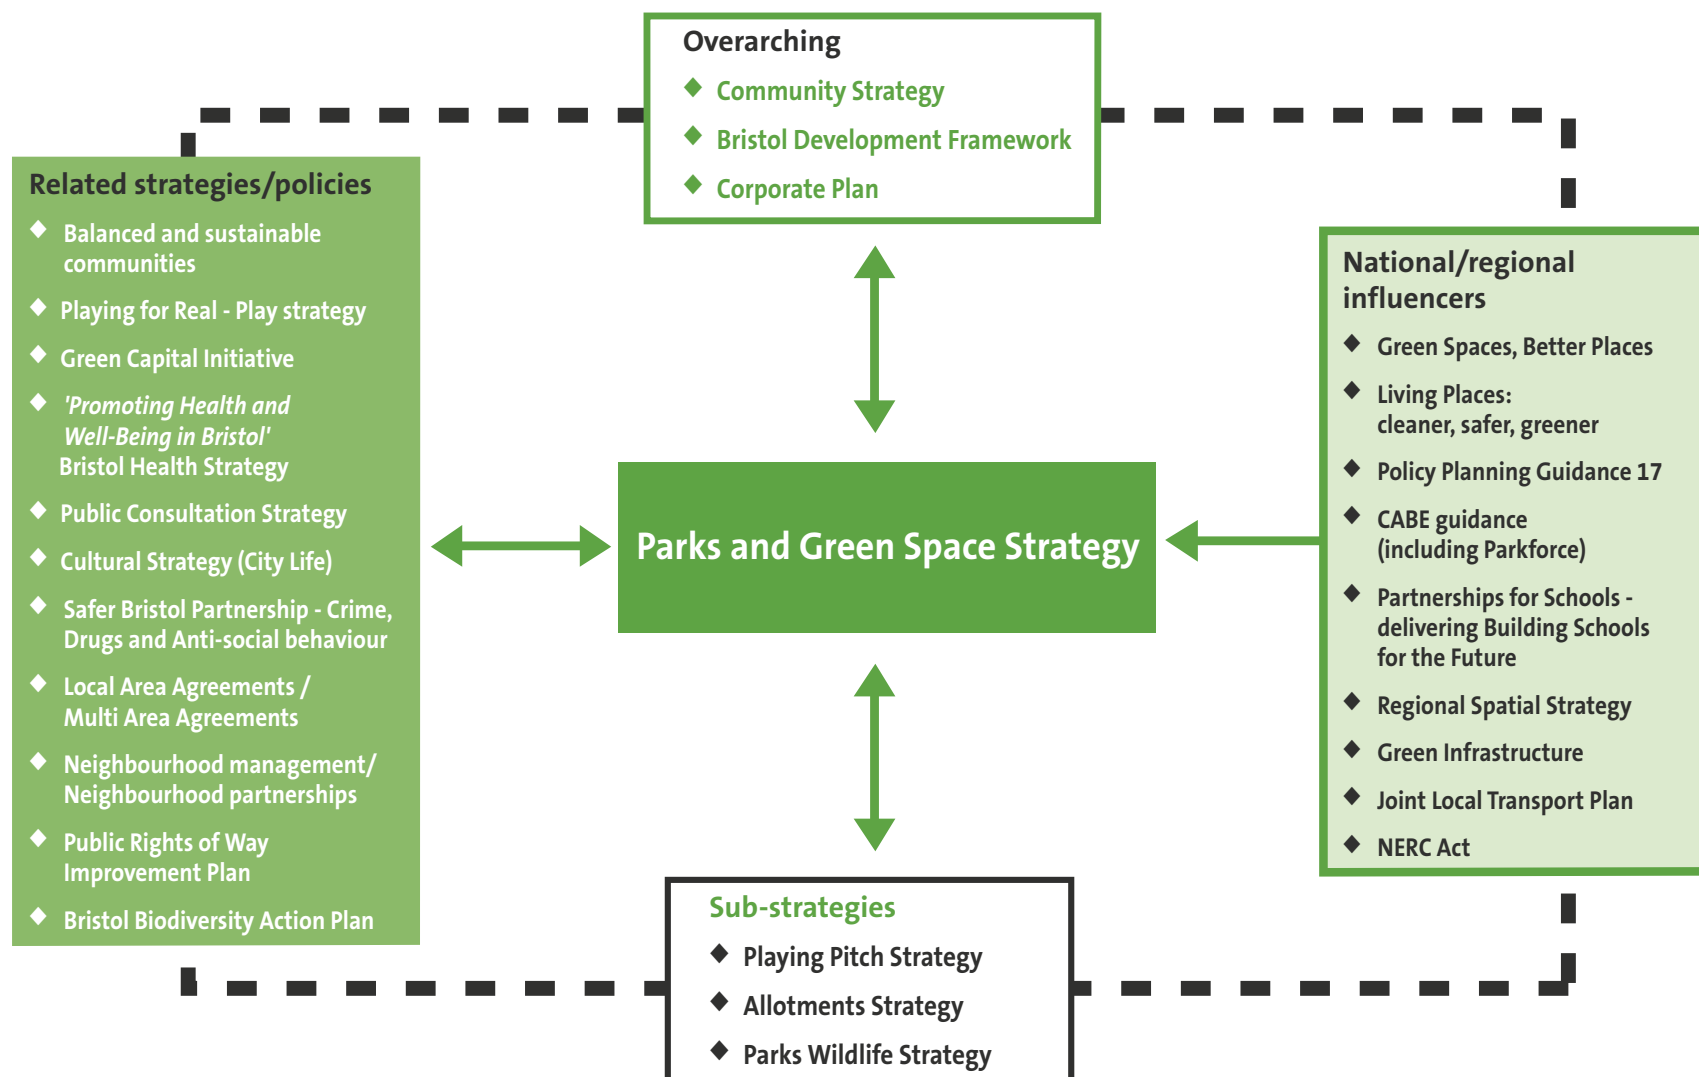 Overarching
Community Strategy
Bristol Development Framework
Corporate Plan
Related strategies/policies
Balanced and sustainable
communities
Playing for Real - Play strategy
Green Capital Initiative
'Promoting Health and
Well-Being in Bristol'
Bristol Health Strategy
Public Consultation Strategy
Cultural Strategy (City Life)
Safer Bristol Partnership - Crime,
Drugs and Anti-social behaviour
Local Area Agreements /
Multi Area Agreements
Neighbourhood management/
Neighbourhood partnerships
Public Rights of Way
Improvement Plan
Bristol Biodiversity Action Plan
Parks and Green Space Strategy
National/regional
influencers
Green Spaces, Better Places
Living Places:
cleaner, safer, greener
Policy Planning Guidance 17
CABE guidance
(including Parkforce)
Partnerships for Schools -
delivering Building Schools
for the Future
Regional Spatial Strategy
Green Infrastructure
Joint Local Transport Plan
NERC Act
Sub-strategies
Playing Pitch Strategy
Allotments Strategy
Parks Wildlife Strategy